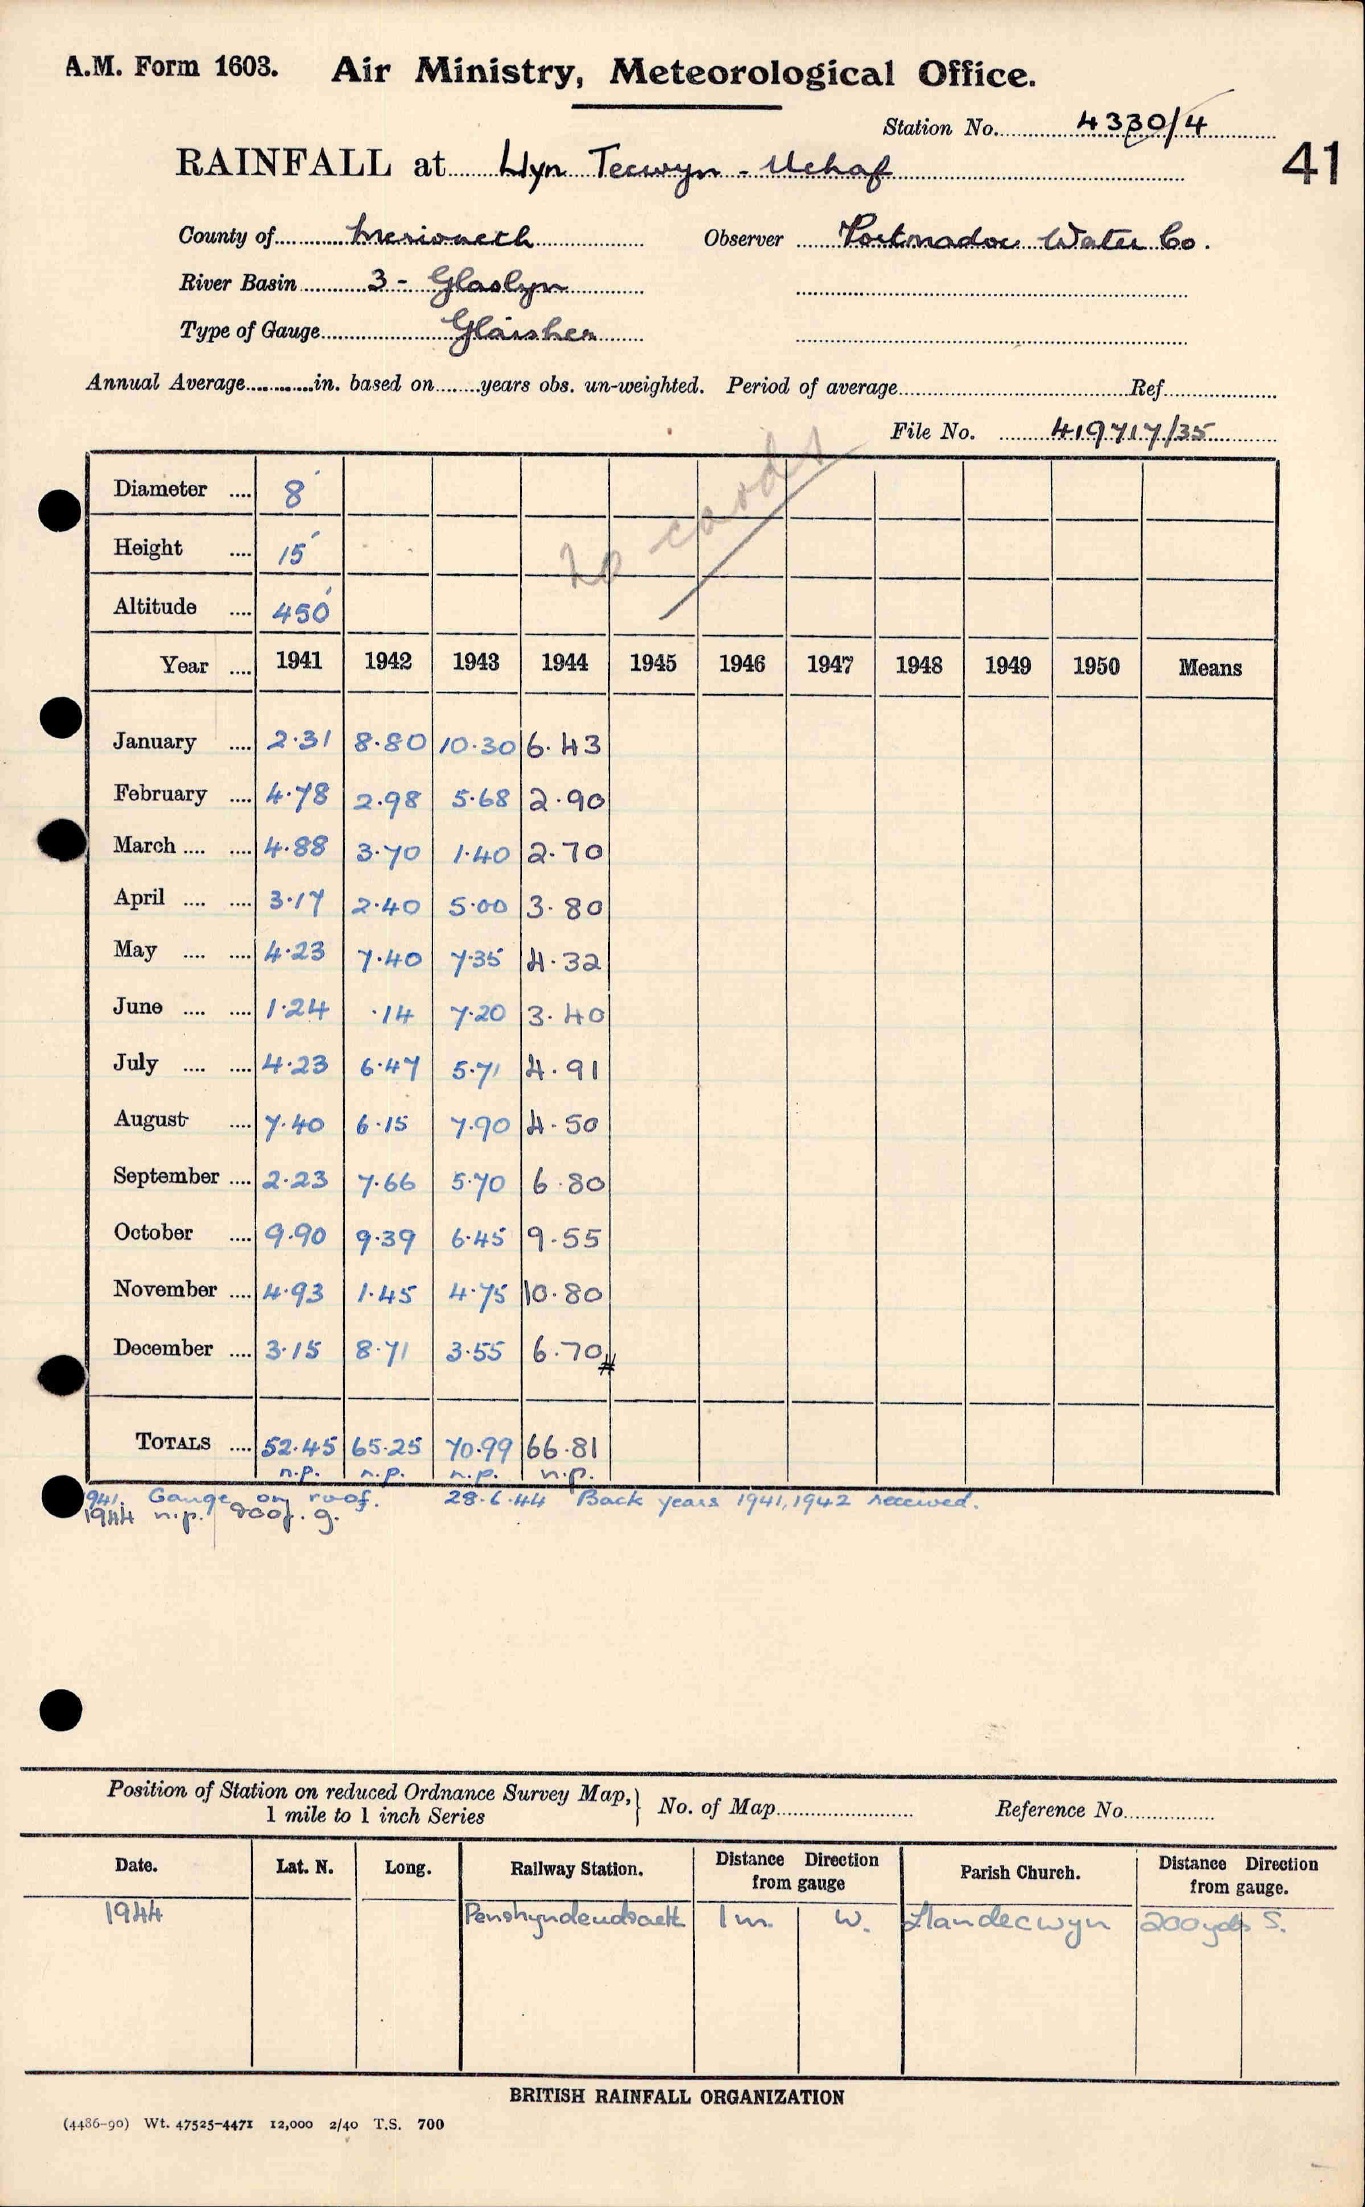 A.M. Form 1603. Air Ministry, Meteorological Office.
Station No. 4330/4
41
RAINFALL at Llyn Tecwyn - Uchaf
County of Merioneth Observer Portmadoc Water Co.
River Basin 3 - Glaslyn
Type of Gauge Glaisher
Annual Average in. based on years obs. un-weighted. Period of average Ref
File No. 419717/35
no cards
Diameter 8
Height 15
Altitude 450
Year 1941 1942 1943 1944 1945 1946 1947 1948 1949 1950 Means
January 2.31 8.80 10.30 6.43
February 4.78 2.98 5.68 2.90
March 4.88 3.70 1.40 2.70
April 3.17 2.40 5.00 3.80
May 4.23 7.40 7.35 4.32
June 1.24 .14 7.20 3.40
July 4.23 6.47 5.71 4.91
August 7.40 6.15 7.90 4.50
September 2.23 7.66 5.70 6.80
October 9.90 9.39 6.45 9.55
November 4.93 1.45 4.75 10.80
December 3.15 8.71 3.55 6.70 #
TOTALS 52.45 65.25 70.99 66.81
n.p. n.p. n.p. n.p.
1941. Gauge on roof. 28.6.44 Back years 1941, 1942 received.
1944 n.p. roof. g.
Position of Station on reduced Ordnance Survey Map, } No. of Map Reference No.
1 mile to 1 inch Series
Date. Lat. N. Long. Railway Station. Distance Direction from gauge Parish Church. Distance Direction from gauge.
1944 1 m. W. Llandecwyn 200 yds S.
BRITISH RAINFALL ORGANIZATION
(4486-90) Wt. 47525-4471 12,000 2/40 T.S. 700